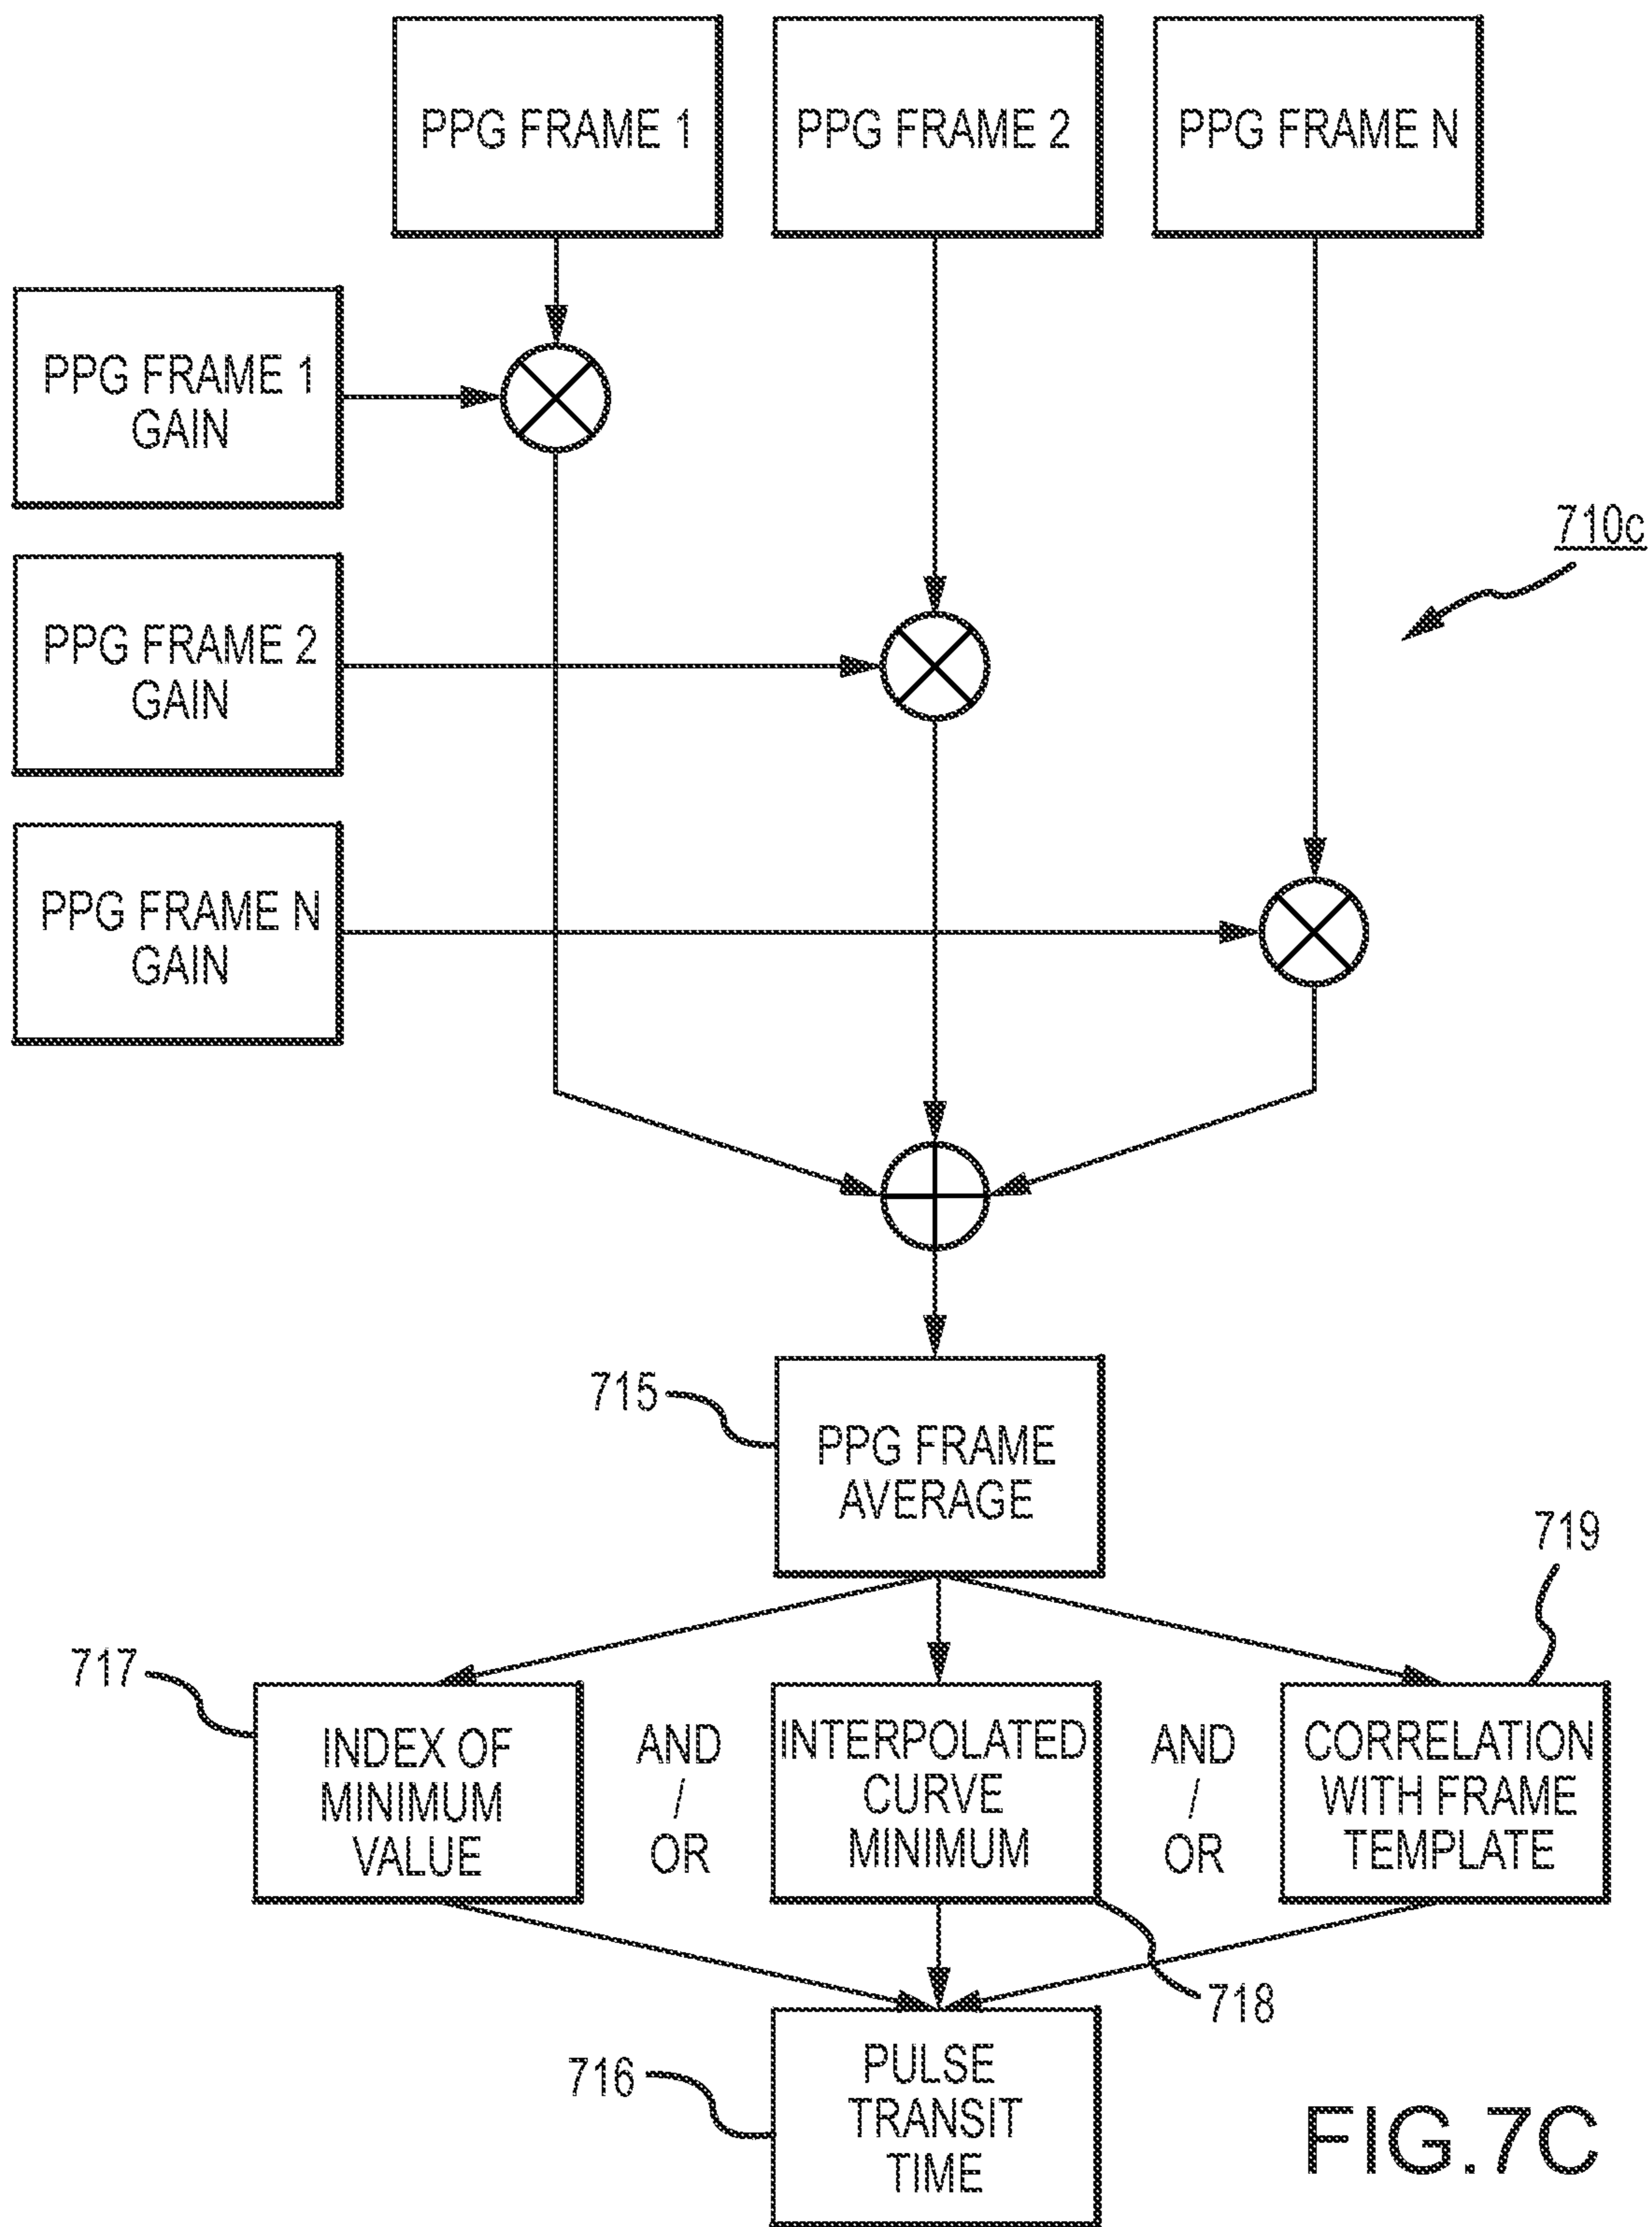 PPG FRAME 1
PPG FRAME 2
PPG FRAME N
PPG FRAME 1
GAIN
710c
PPG FRAME 2
GAIN
PPG FRAME N
GAIN
715
PPG FRAME
AVERAGE
719
717
INDEX OF
MINIMUM
VALUE
AND
/
OR
INTERPOLATED
CURVE
MINIMUM
AND
/
OR
CORRELATION
WITH FRAME
TEMPLATE
718
716
PULSE
TRANSIT
TIME
FIG.7C